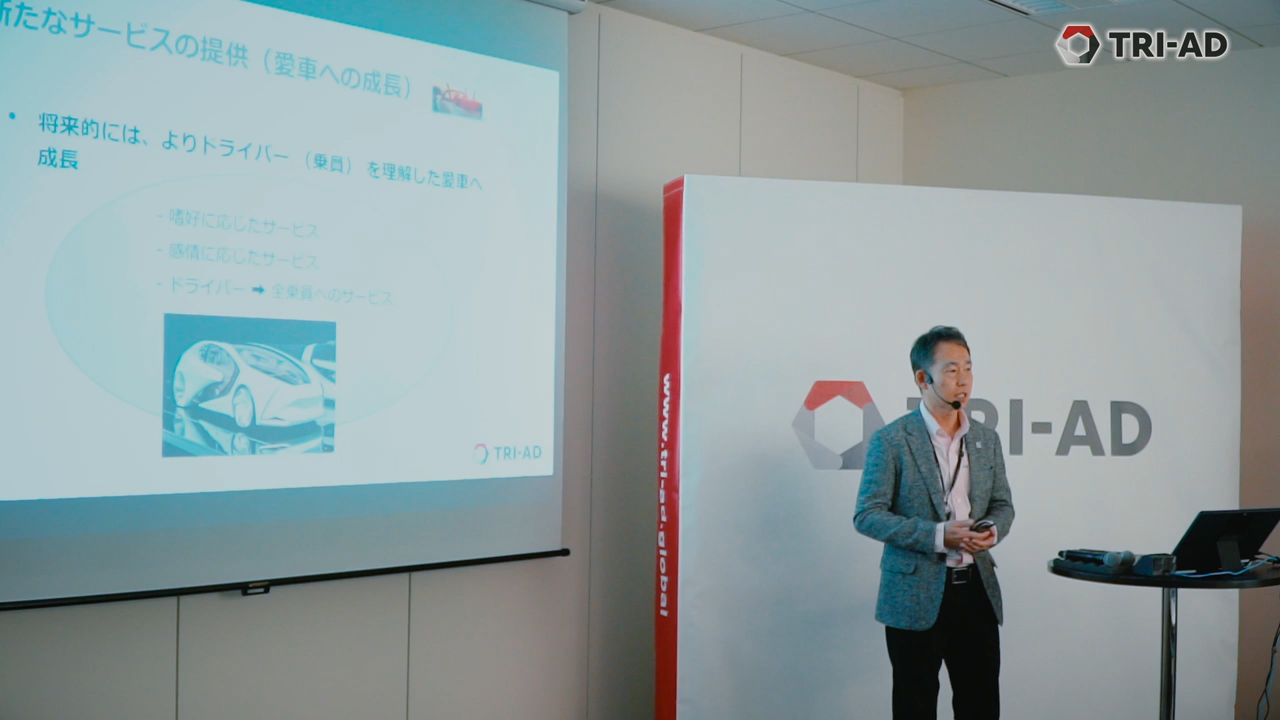 新たなサービスの提供（愛車への成長）
• 将来的には、よりドライバー（乗員）を理解した愛車へ
成長
- 嗜好に応じたサービス
- 感情に応じたサービス
- ドライバー ➡ 全乗員へのサービス
TRI-AD
TRI-AD
www.tri-ad.global
TRI-AD